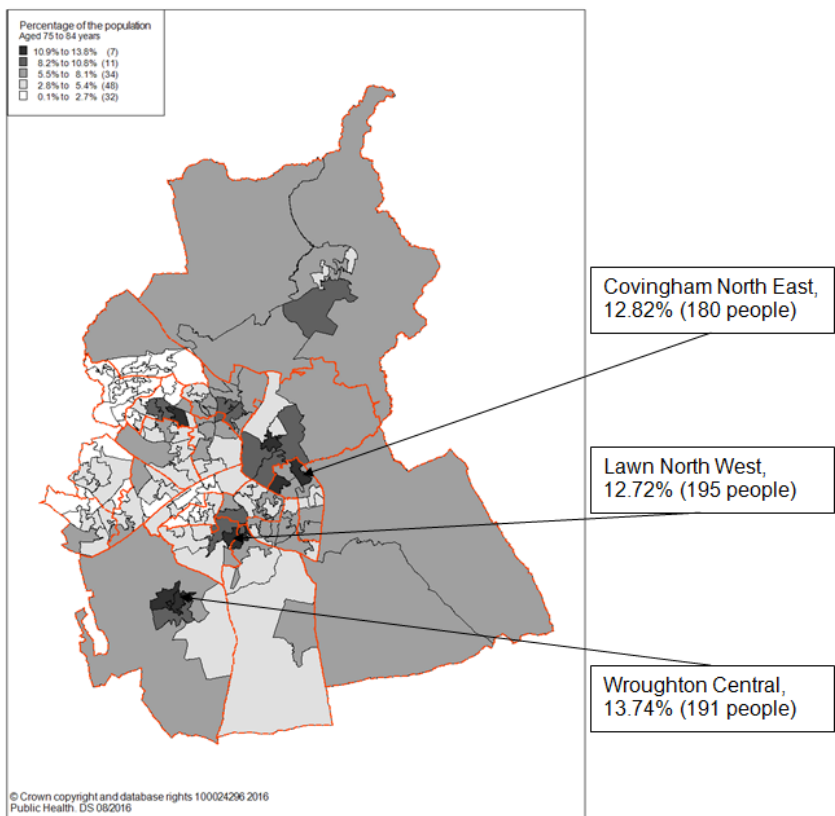 Percentage of the population
Aged 75 to 84 years
10.9% to 13.8% (7)
8.2% to 10.8% (11)
5.5% to 8.1% (34)
2.8% to 5.4% (48)
0.1% to 2.7% (32)
Covingham North East,
12.82% (180 people)
Lawn North West,
12.72% (195 people)
Wroughton Central,
13.74% (191 people)
© Crown copyright and database rights 100024296 2016
Public Health. DS 08/2016